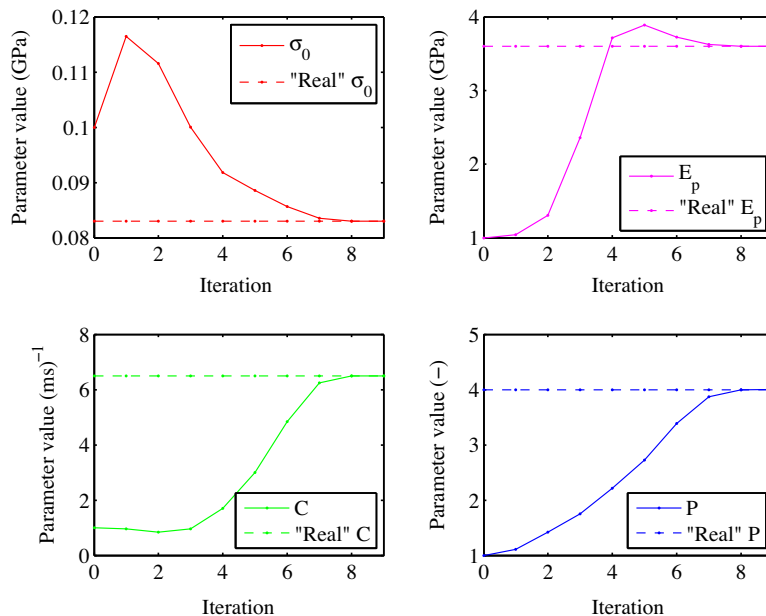 Parameter value (GPa)
0.12
0.11
0.1
0.09
0.08
0
2
4
6
8
Iteration
σ₀
"Real" σ₀
Parameter value (GPa)
4
3
2
1
0
2
4
6
8
Iteration
Eₚ
"Real" Eₚ
Parameter value (ms)⁻¹
8
6
4
2
0
0
2
4
6
8
Iteration
C
"Real" C
Parameter value (−)
5
4
3
2
1
0
2
4
6
8
Iteration
P
"Real" P